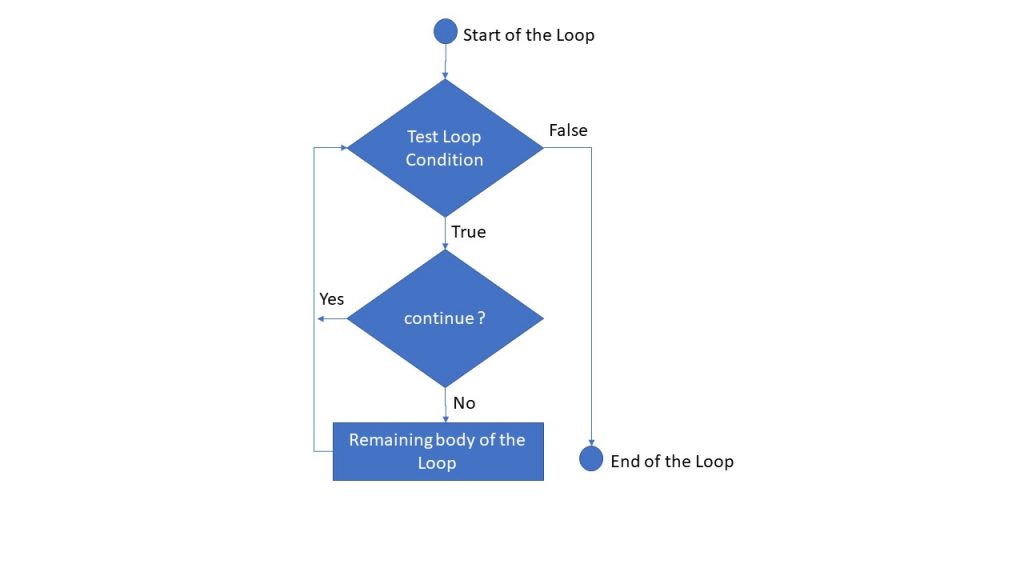 Start of the Loop
Test Loop
Condition
False
True
Yes
continue ?
No
Remaining body of the
Loop
End of the Loop